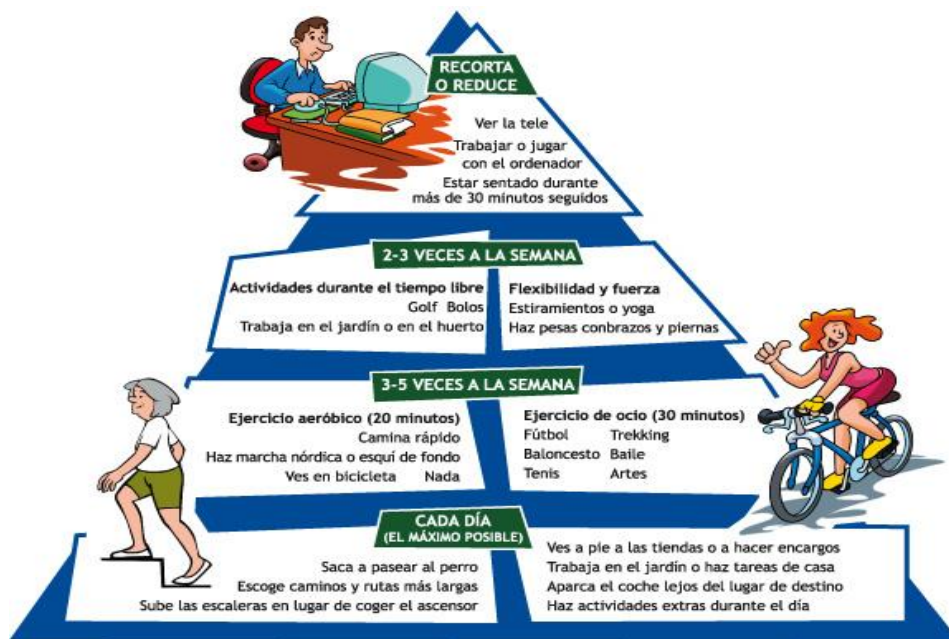 RECORTA
O REDUCE
Ver la tele
Trabajar o jugar
con el ordenador
Estar sentado durante
más de 30 minutos seguidos
2-3 VECES A LA SEMANA
Actividades durante el tiempo libre
Golf Bolos
Trabaja en el jardín o en el huerto
Flexibilidad y fuerza
Estiramientos o yoga
Haz pesas conbrazos y piernas
3-5 VECES A LA SEMANA
Ejercicio aeróbico (20 minutos)
Camina rápido
Haz marcha nórdica o esquí de fondo
Ves en bicicleta Nada
Ejercicio de ocio (30 minutos)
Fútbol Trekking
Baloncesto Baile
Tenis Artes
CADA DÍA
(EL MÁXIMO POSIBLE)
Saca a pasear al perro
Escoge caminos y rutas más largas
Sube las escaleras en lugar de coger el ascensor
Ves a pie a las tiendas o a hacer encargos
Trabaja en el jardín o haz tareas de casa
Aparca el coche lejos del lugar de destino
Haz actividades extras durante el día